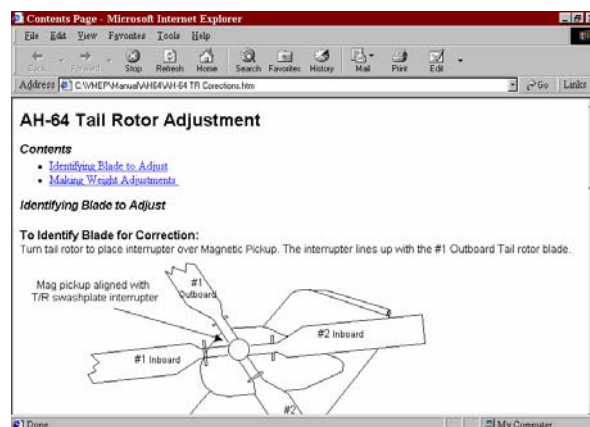 Contents Page - Microsoft Internet Explorer
File Edit View Favorites Tools Help
Back Forward Stop Refresh Home Search Favorites History Mail Print Edit
Address C:\VMEP\Manual\AH64\AH-64 TR Corections.htm Go Links
AH-64 Tail Rotor Adjustment
Contents
Identifying Blade to Adjust
Making Weight Adjustments
Identifying Blade to Adjust
To Identify Blade for Correction:
Turn tail rotor to place interrupter over Magnetic Pickup. The interrupter lines up with the #1 Outboard Tail rotor blade.
Mag pickup aligned with
T/R swashplate interrupter
#1
Outboard
#2 Inboard
#1 Inboard
#2
Done My Computer